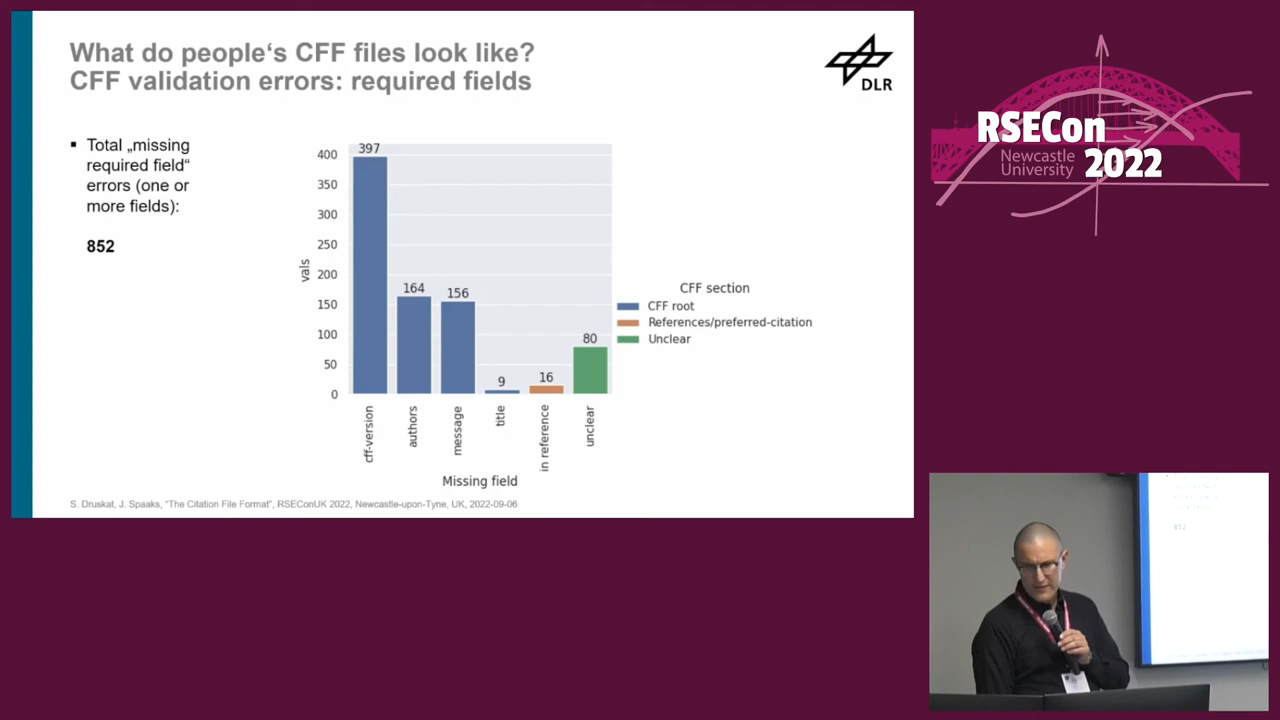 What do people‘s CFF files look like?
CFF validation errors: required fields
DLR
▪ Total „missing
required field“
errors (one or
more fields):
852
vals
400
350
300
250
200
150
100
50
0
397
164
156
9
16
80
cff-version
authors
message
title
in reference
unclear
Missing field
CFF section
CFF root
References/preferred-citation
Unclear
S. Druskat, J. Spaaks, "The Citation File Format", RSEConUK 2022, Newcastle-upon-Tyne, UK, 2022-09-06
RSECon
Newcastle
University
2022
852